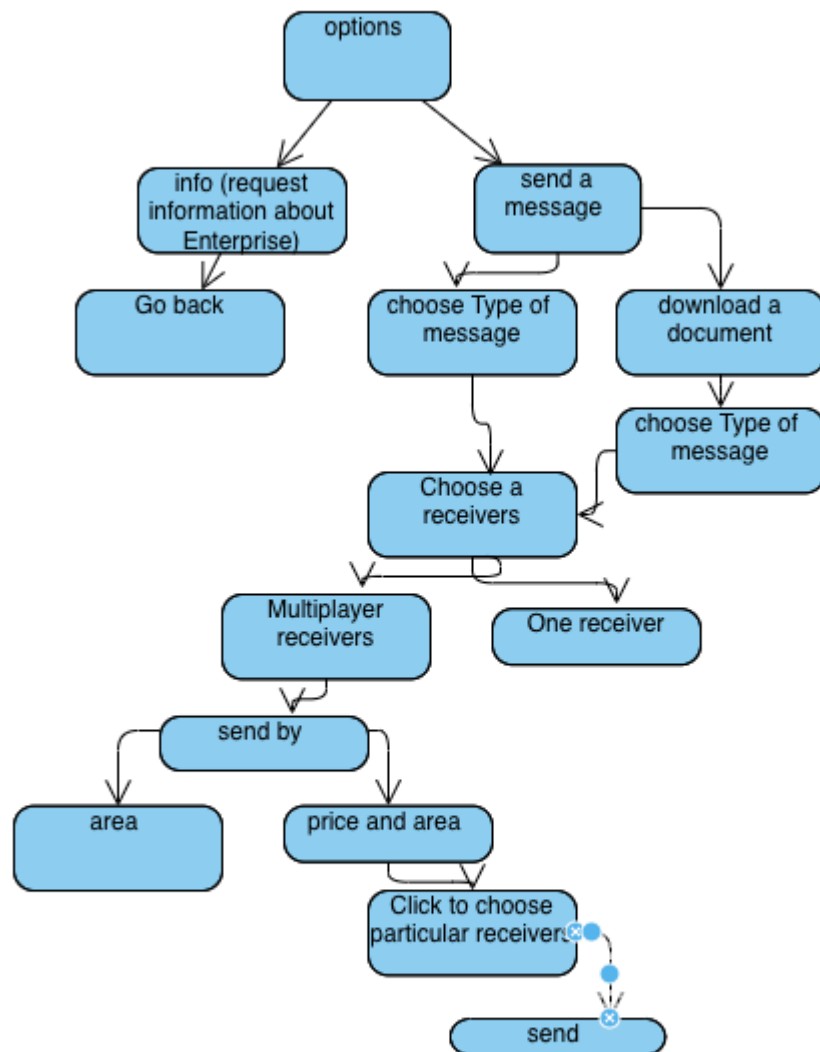 options
info (request
information about
Enterprise)
send a
message
Go back
choose Type of
message
download a
document
choose Type of
message
Choose a
receivers
Multiplayer
receivers
One receiver
send by
area
price and area
Click to choose
particular receivers
send